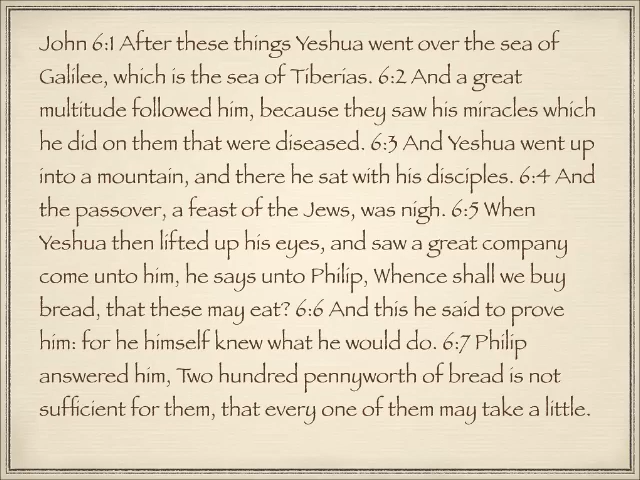 John 6:1 After these things Yeshua went over the sea of
Galilee, which is the sea of Tiberias. 6:2 And a great
multitude followed him, because they saw his miracles which
he did on them that were diseased. 6:3 And Yeshua went up
into a mountain, and there he sat with his disciples. 6:4 And
the passover, a feast of the Jews, was nigh. 6:5 When
Yeshua then lifted up his eyes, and saw a great company
come unto him, he says unto Philip, Whence shall we buy
bread, that these may eat? 6:6 And this he said to prove
him: for he himself knew what he would do. 6:7 Philip
answered him, Two hundred pennyworth of bread is not
sufficient for them, that every one of them may take a little.